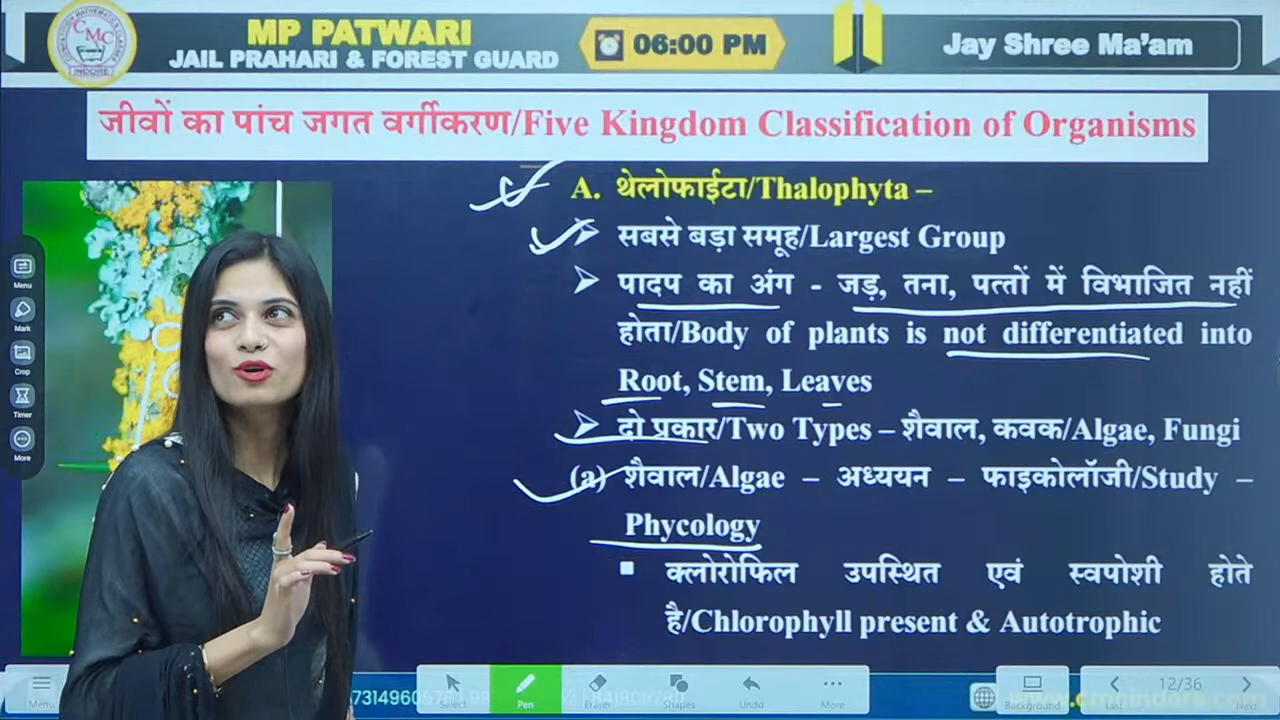 MP PATWARI
JAIL PRAHARI & FOREST GUARD
CMC
INDORE
06:00 PM
Jay Shree Ma'am
जीवों का पांच जगत वर्गीकरण/Five Kingdom Classification of Organisms
A. थेलोफाईटा/Thalophyta –
सबसे बड़ा समूह/Largest Group
पादप का अंग - जड़, तना, पत्तों में विभाजित नहीं
होता/Body of plants is not differentiated into
Root, Stem, Leaves
दो प्रकार/Two Types – शैवाल, कवक/Algae, Fungi
(a) शैवाल/Algae – अध्ययन – फाइकोलॉजी/Study –
Phycology
क्लोरोफिल उपस्थित एवं स्वपोशी होते
है/Chlorophyll present & Autotrophic
Menu
Mark
Crop
Timer
More
Menu
Select
Pen
Eraser
Shapes
Undo
More
Background
Last
12/36
Next